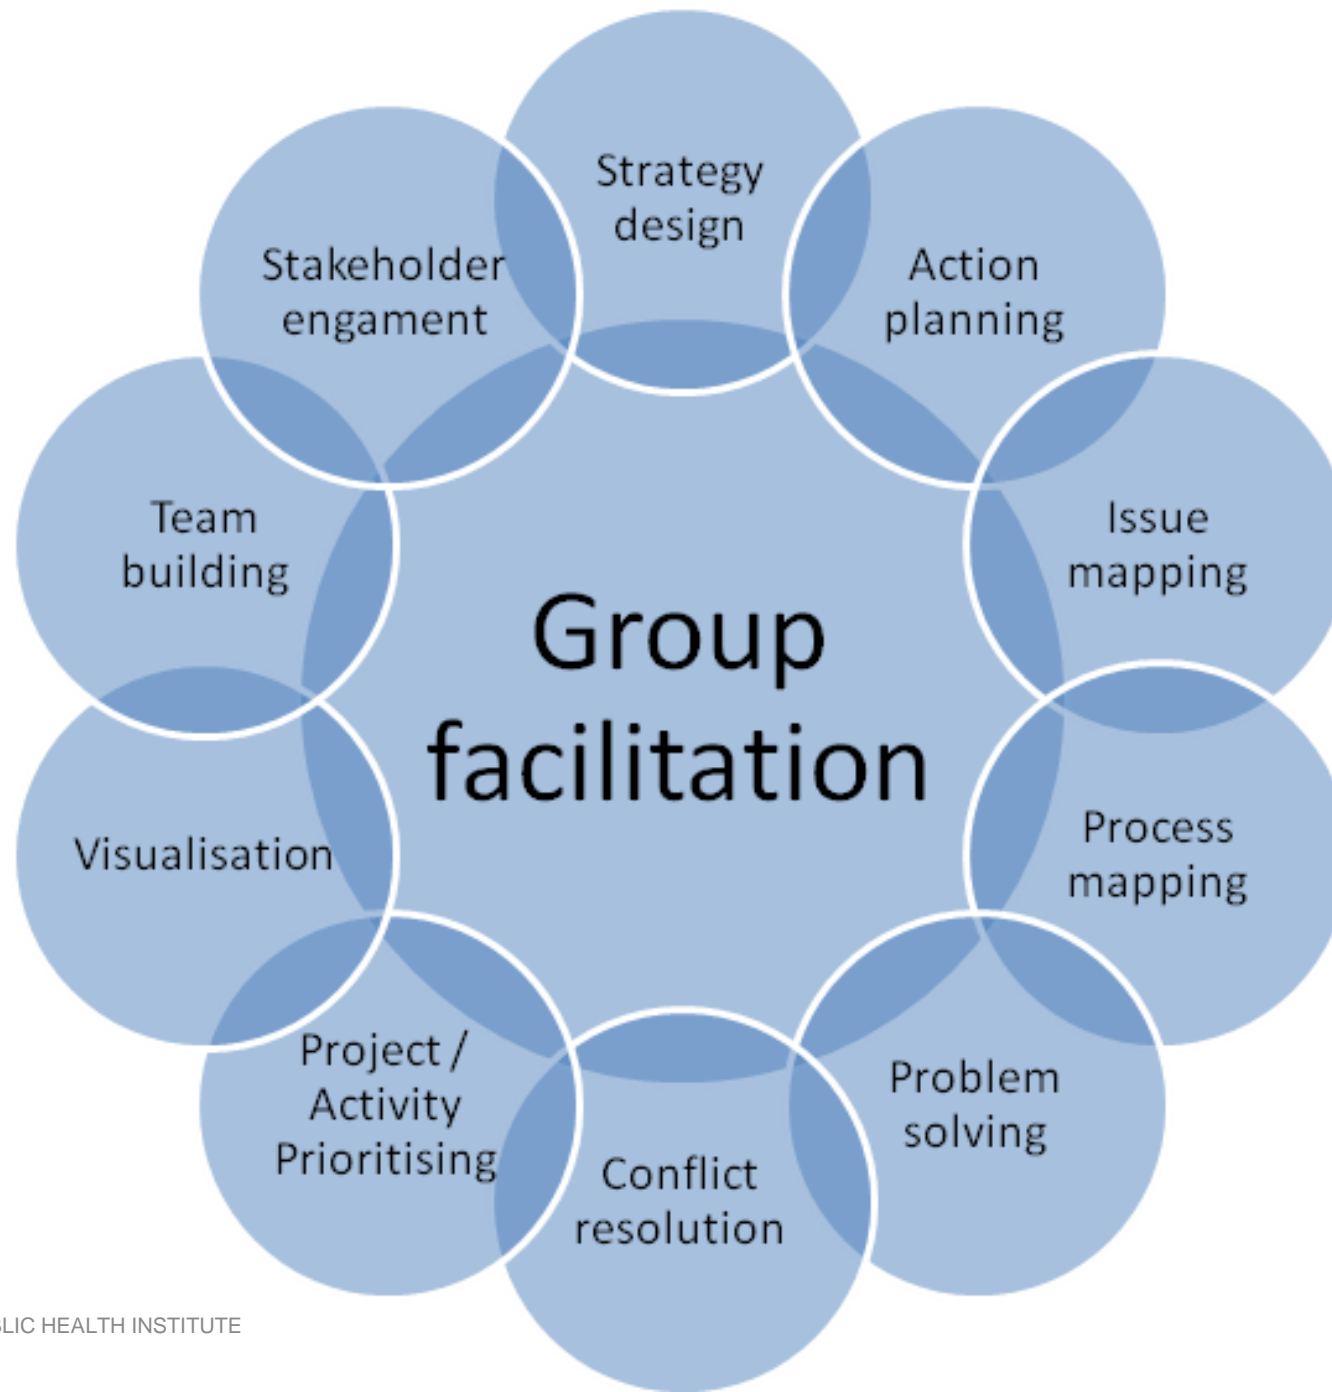 Strategy
design
Stakeholder
engament
Action
planning
Team
building
Issue
mapping
Group
facilitation
Visualisation
Process
mapping
Project /
Activity
Prioritising
Problem
solving
Conflict
resolution
HEALTH INSTITUTE